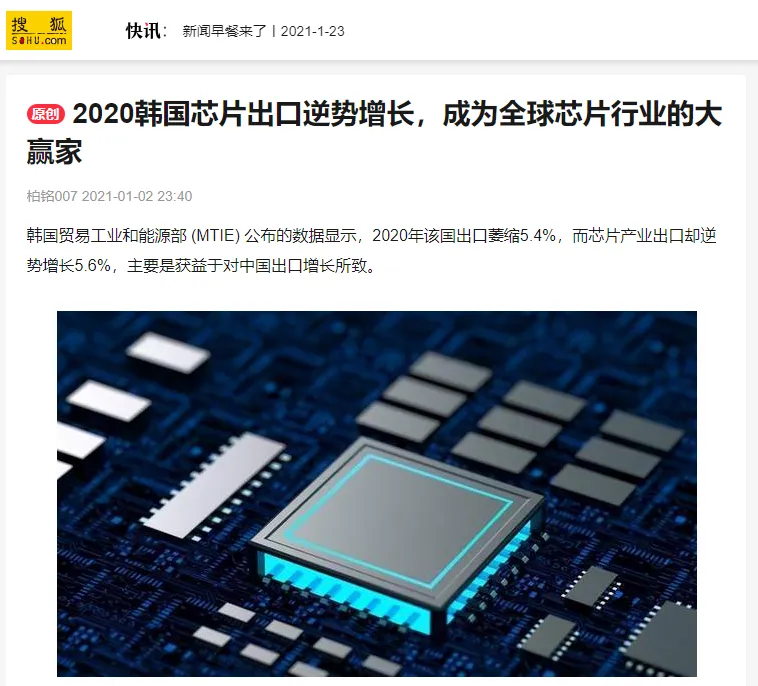 搜狐
SOHU.com
快讯： 新闻早餐来了丨2021-1-23
原创 2020韩国芯片出口逆势增长，成为全球芯片行业的大
赢家
柏铭007 2021-01-02 23:40
韩国贸易工业和能源部 (MTIE) 公布的数据显示，2020年该国出口萎缩5.4%，而芯片产业出口却逆
势增长5.6%，主要是获益于对中国出口增长所致。